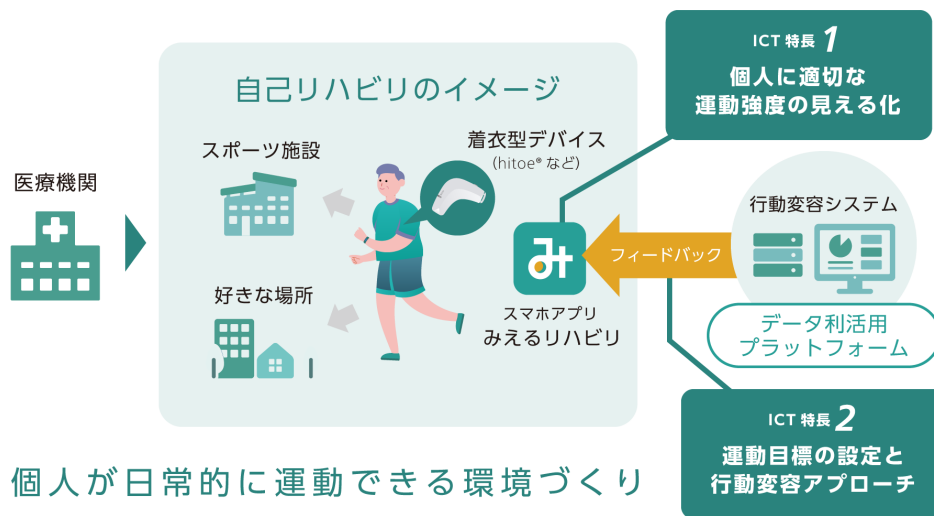 ICT 特長 1
個人に適切な
運動強度の見える化
自己リハビリのイメージ
医療機関
スポーツ施設
好きな場所
着衣型デバイス
(hitoe® など)
み
スマホアプリ
みえるリハビリ
フィードバック
行動変容システム
データ利活用
プラットフォーム
ICT 特長 2
運動目標の設定と
行動変容アプローチ
個人が日常的に運動できる環境づくり